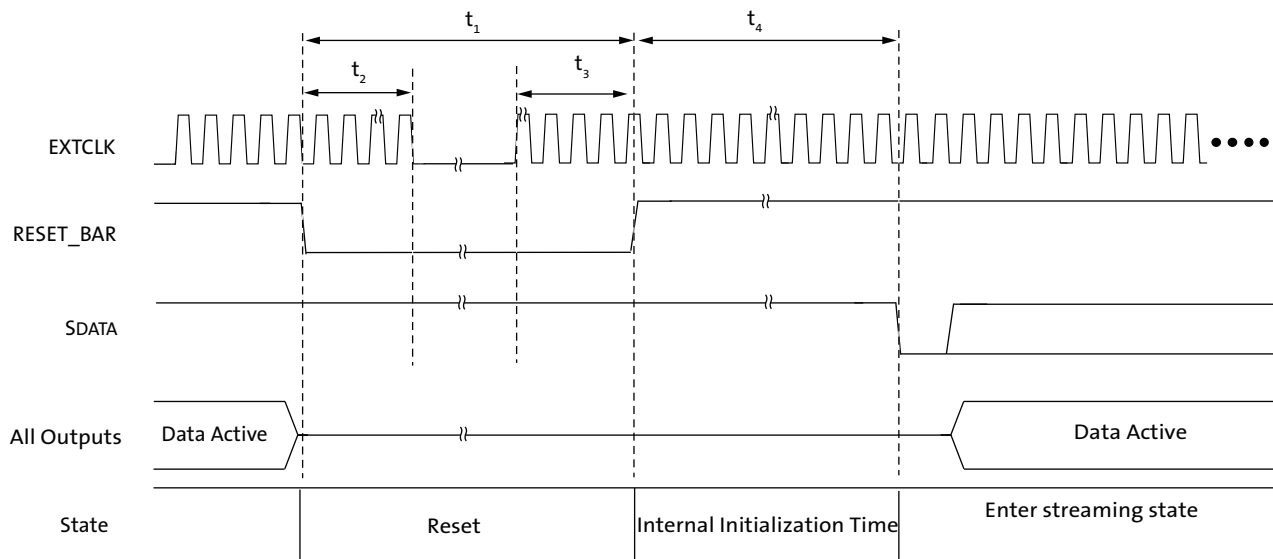 t1
t4
t2
t3
EXTCLK
RESET_BAR
SDATA
All Outputs
Data Active
Data Active
State
Reset
Internal Initialization Time
Enter streaming state